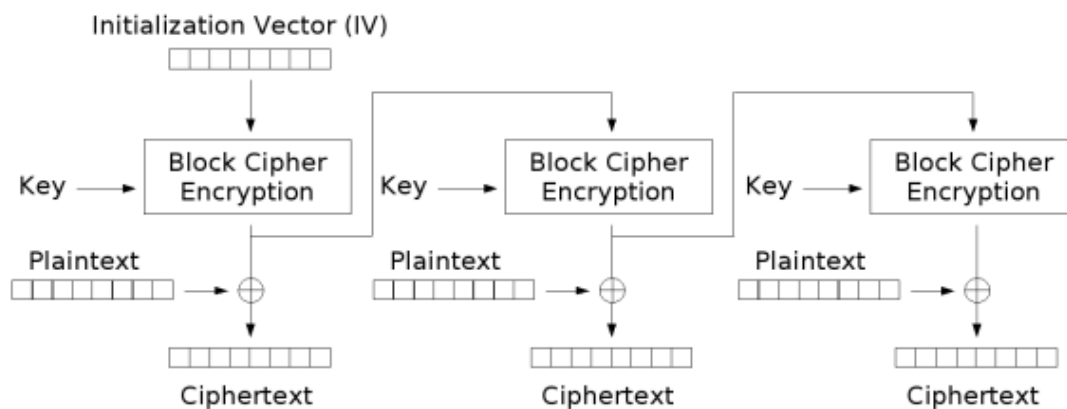 Initialization Vector (IV)
Key
Block Cipher
Encryption
Key
Block Cipher
Encryption
Key
Block Cipher
Encryption
Plaintext
Plaintext
Plaintext
Ciphertext
Ciphertext
Ciphertext